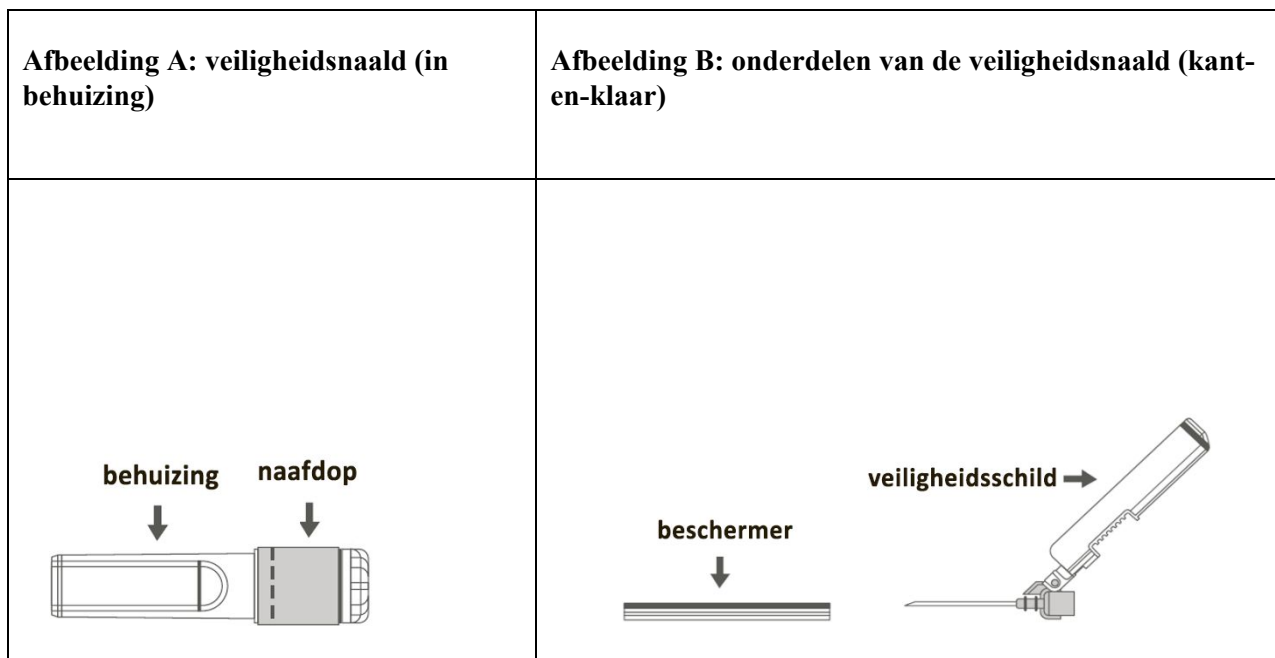 Afbeelding A: veiligheidsnaald (in
behuizing)
Afbeelding B: onderdelen van de veiligheidsnaald (kant-
en-klaar)
behuizing
naafdop
beschermer
veiligheidsschild